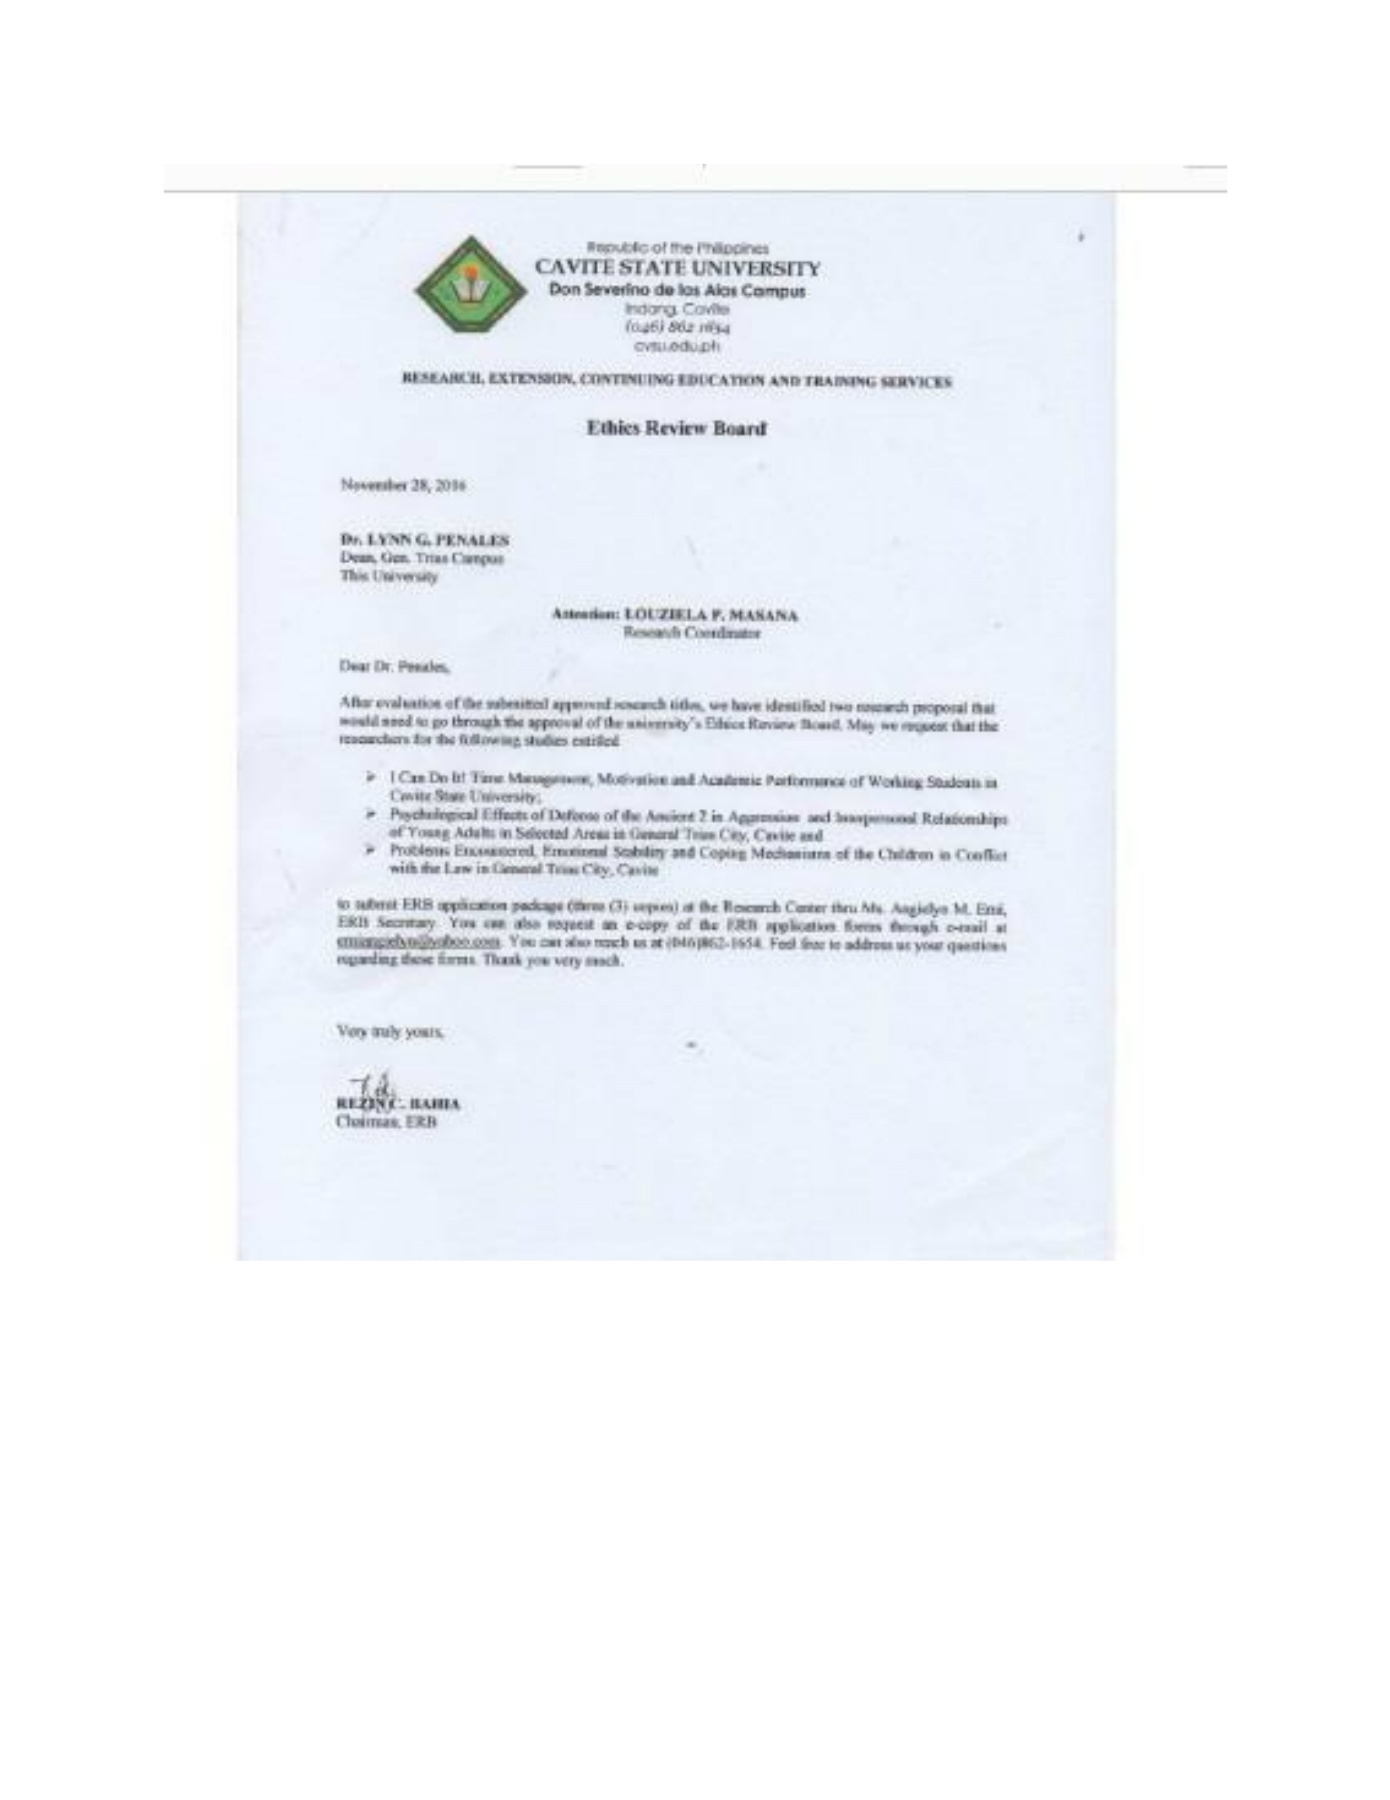 Republic of the Philippines
CAVITE STATE UNIVERSITY
Don Severino de las Alas Campus
Indang, Cavite
(046) 862 1654
cvsu.edu.ph
RESEARCH, EXTENSION, CONTINUING EDUCATION AND TRAINING SERVICES
Ethics Review Board
November 28, 2016
Dr. LYNN G. PENALES
Dean, Gen. Trias Campus
This University
Attention: LOUZIELA P. MASANA
Research Coordinator
Dear Dr. Penales,
After evaluation of the submitted approved research titles, we have identified two research proposal that
would need to go through the approval of the university's Ethics Review Board. May we request that the
researchers for the following studies entitled
➢ I Can Do It! Time Management, Motivation and Academic Performance of Working Students in
Cavite State University;
➢ Psychological Effects of Defense of the Ancient 2 in Aggression and Interpersonal Relationships
of Young Adults in Selected Areas in General Trias City, Cavite and
➢ Problems Encountered, Emotional Stability and Coping Mechanisms of the Children in Conflict
with the Law in General Trias City, Cavite
to submit ERB application package (three (3) copies) at the Research Center thru Ms. Angielyn M.
ERB Secretary. You can also request an e-copy of the ERB application forms through e-mail at
You can also reach us at (046)862-1654. Feel free to address us your questions
regarding these forms. Thank you very much.
Very truly yours,
REZIN C. BAHIA
Chairman, ERB